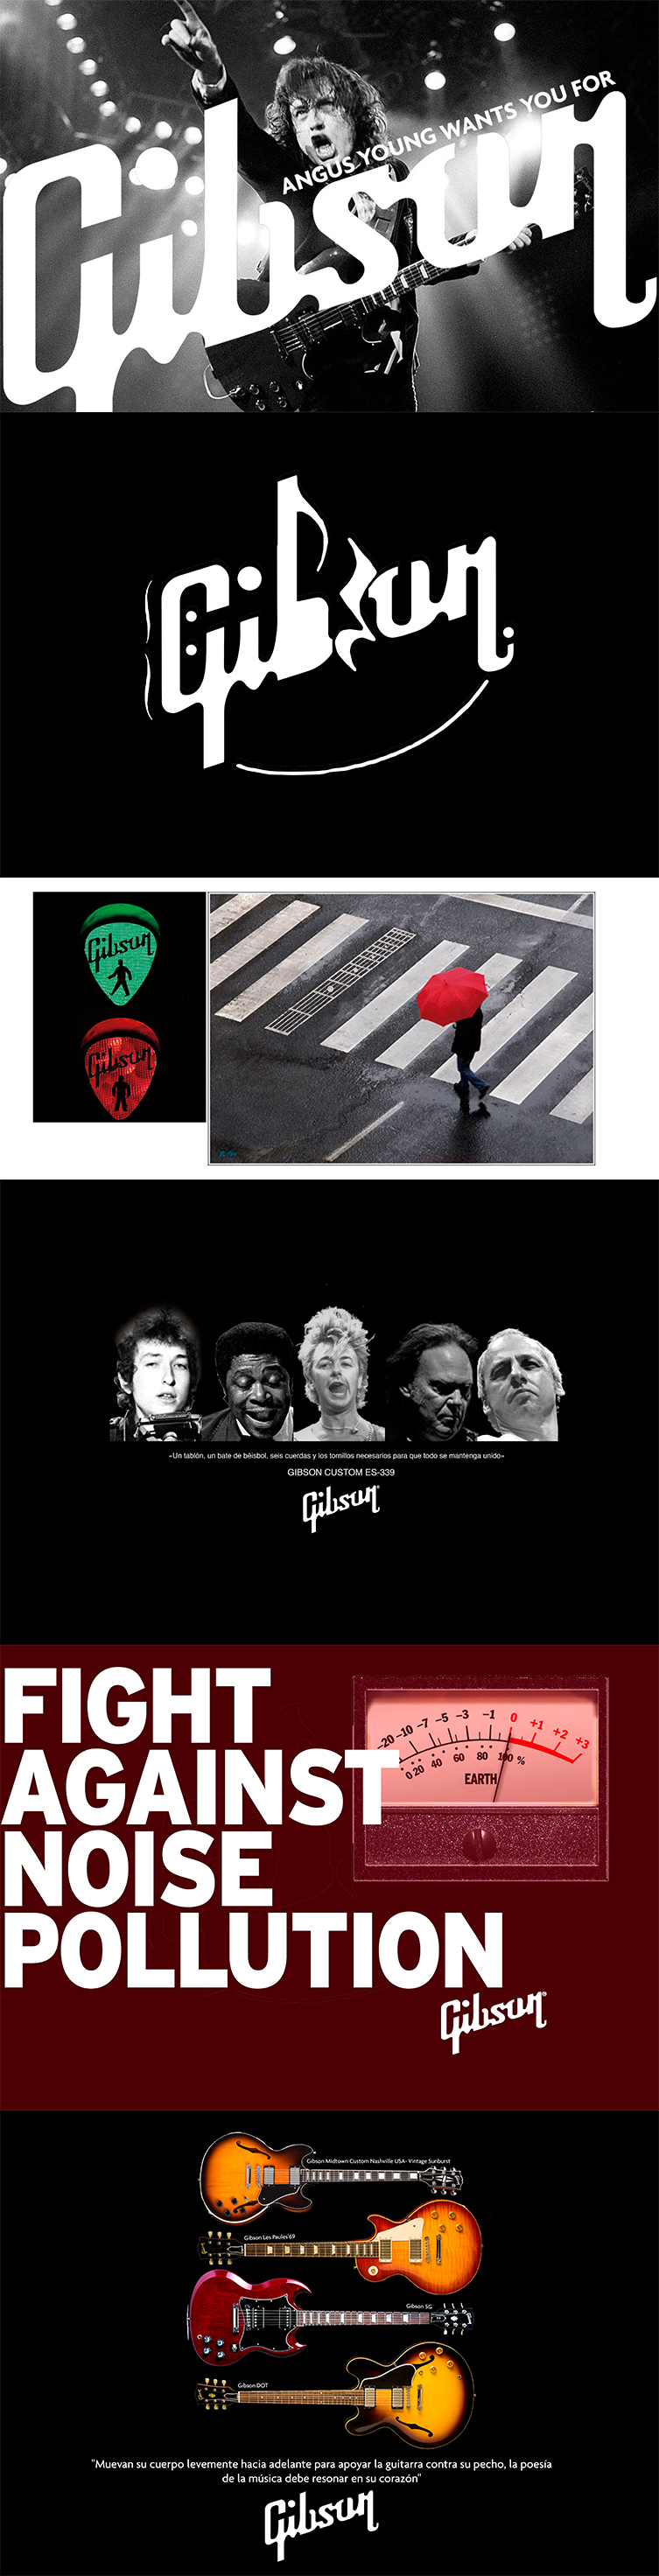 ANGUS YOUNG WANTS YOU FOR
Gibson
Gibson
Gibson
Gibson
«Un tablón, un bate de béisbol, seis cuerdas y los tornillos necesarios para que todo se mantenga unido»
GIBSON CUSTOM ES-339
Gibson
FIGHT
AGAINST
NOISE
POLLUTION
-20 -10 -7 -5 -3 -1 0 +1 +2 +3
0 20 40 60 80 100 %
EARTH
Gibson
Gibson Midtown Custom Nashville USA- Vintage Sunburst
Gibson Les Paules'69
Gibson SG
Gibson DOT
"Muevan su cuerpo levemente hacia adelante para apoyar la guitarra contra su pecho, la poesía
de la música debe resonar en su corazón"
Gibson